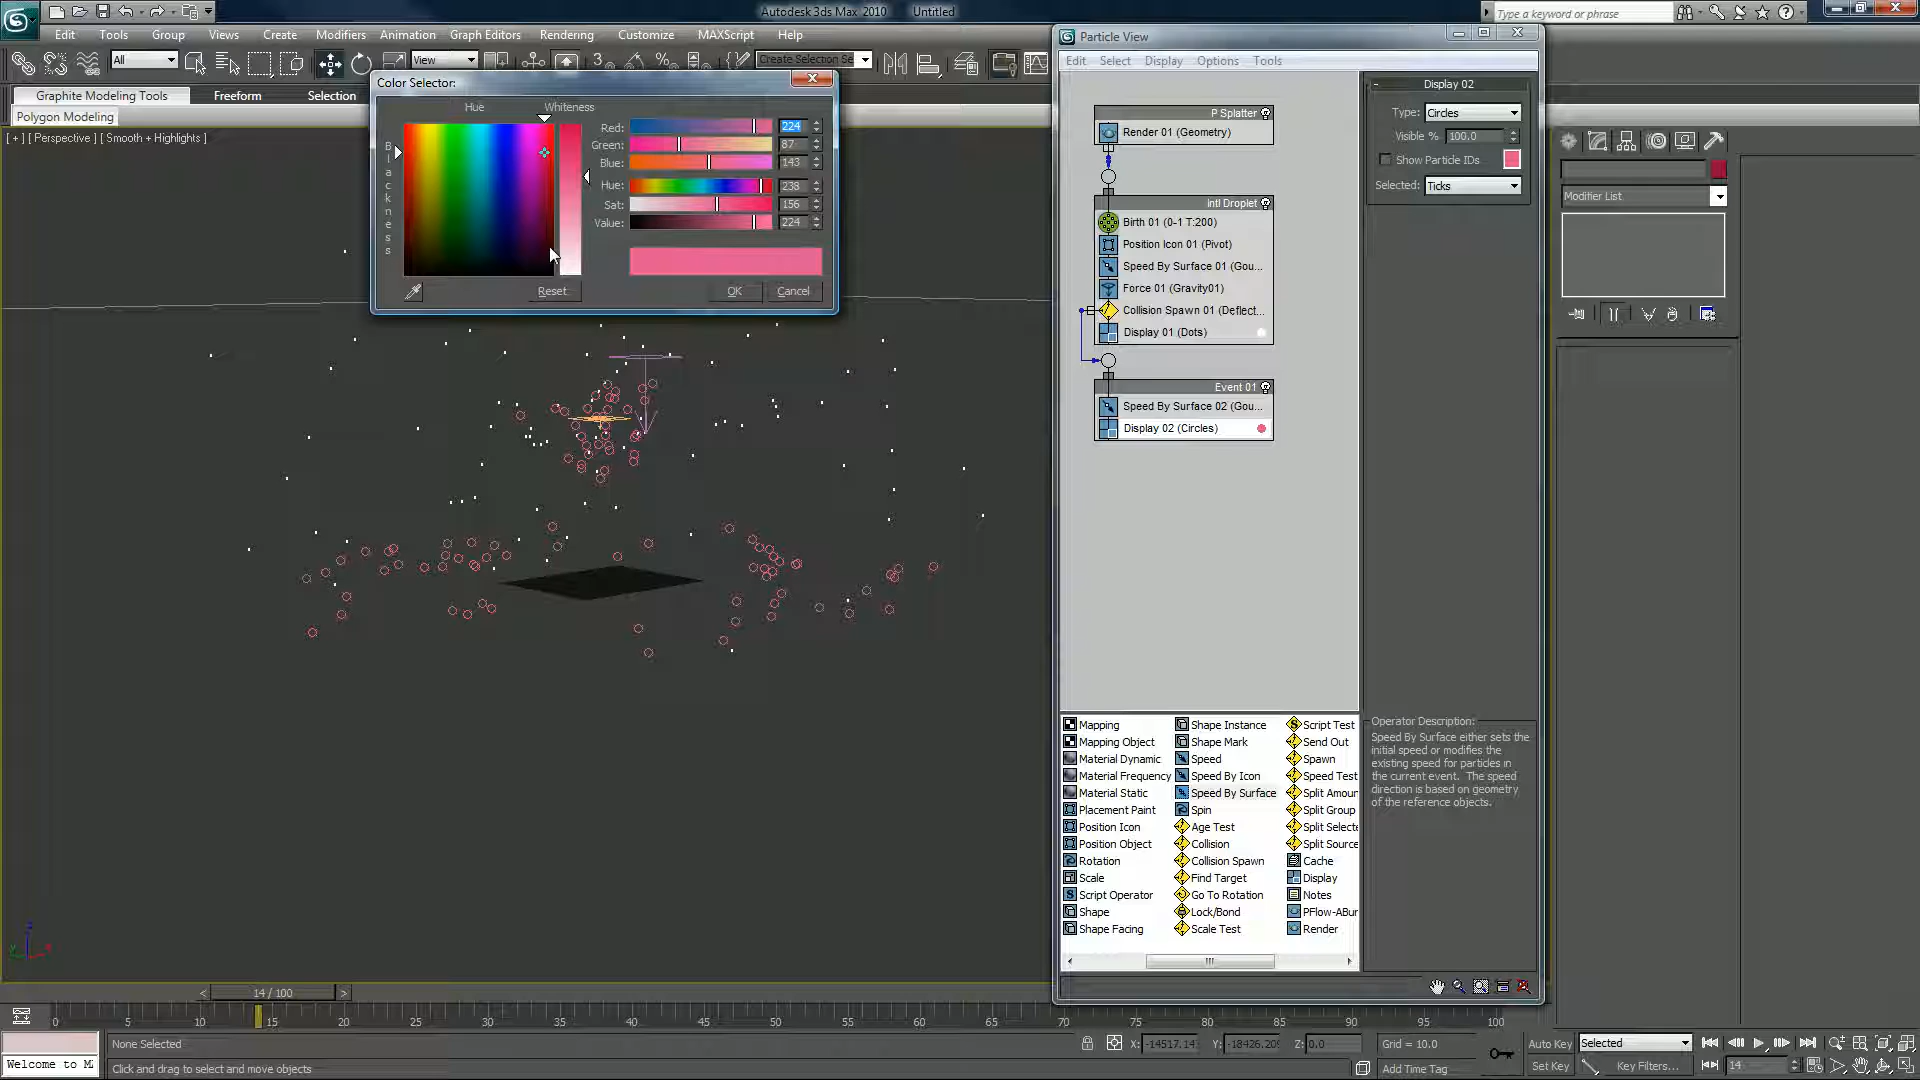 Autodesk 3ds Max 2010 Untitled
Type a keyword or phrase
Edit Tools Group Views Create Modifiers Animation Graph Editors Rendering Customize MAXScript Help
All
View
Create Selection Se
Graphite Modeling Tools Freeform Selection
Polygon Modeling
[ + ] [ Perspective ] [ Smooth + Highlights ]
Color Selector:
Hue Whiteness
Blackness
Red: 224
Green: 87
Blue: 143
Hue: 238
Sat: 156
Value: 224
Reset OK Cancel
Particle View
Edit Select Display Options Tools
P Splatter
Render 01 (Geometry)
Intl Droplet
Birth 01 (0-1 T:200)
Position Icon 01 (Pivot)
Speed By Surface 01 (Gou...
Force 01 (Gravity01)
Collision Spawn 01 (Deflect...
Display 01 (Dots)
Event 01
Speed By Surface 02 (Gou...
Display 02 (Circles)
Display 02
Type: Circles
Visible % 100.0
Show Particle IDs
Selected: Ticks
Modifier List
Mapping Shape Instance Script Test
Mapping Object Shape Mark Send Out
Material Dynamic Speed Spawn
Material Frequency Speed By Icon Speed Test
Material Static Speed By Surface Split Amour
Placement Paint Spin Split Group
Position Icon Age Test Split Selecte
Position Object Collision Split Source
Rotation Collision Spawn Cache
Scale Find Target Display
Script Operator Go To Rotation Notes
Shape Lock/Bond PFlow-ABur
Shape Facing Scale Test Render
Operator Description:
Speed By Surface either sets the
initial speed or modifies the
existing speed for particles in
the current event. The speed
direction is based on geometry
of the reference objects.
14 / 100
0 5 10 15 20 25 30 35 40 45 50 55 60 65 70 75 80 85 90 95 100
None Selected
X: -14517.14 Y: -18426.209 Z: 0.0
Grid = 10.0
Auto Key Selected
Welcome to M
Click and drag to select and move objects
Add Time Tag
Set Key Key Filters... 14